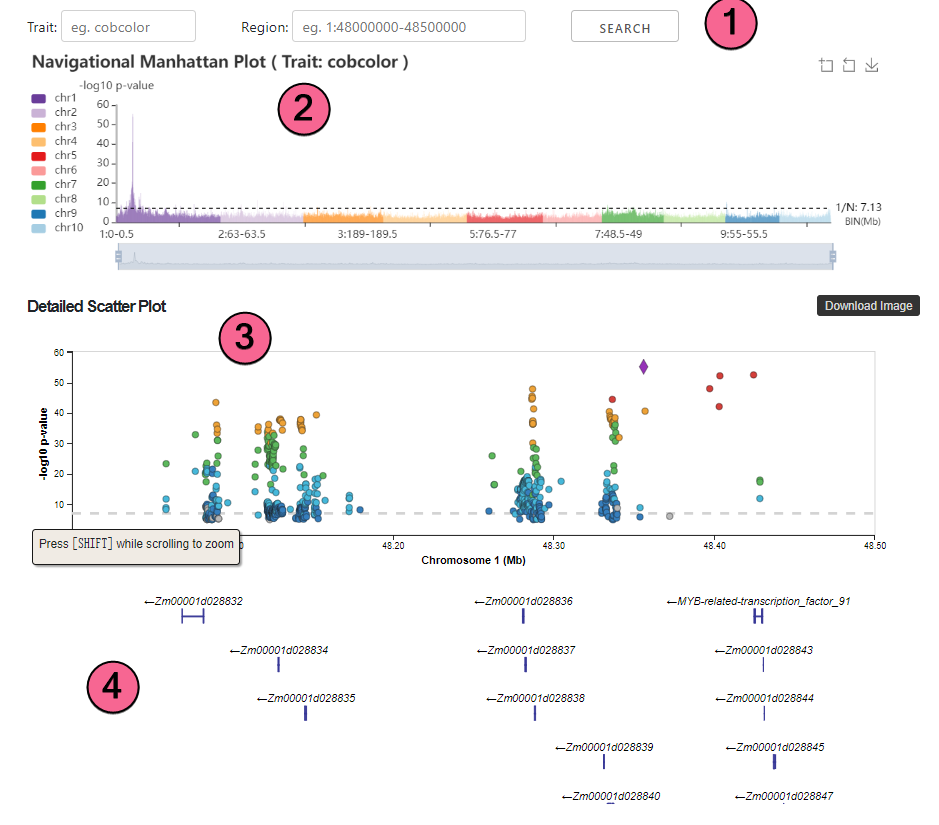 Trait: eg. cobcolor Region: eg. 1:48000000-48500000 SEARCH 1
Navigational Manhattan Plot ( Trait: cobcolor )
-log10 p-value
2
chr1
chr2
chr3
chr4
chr5
chr6
chr7
chr8
chr9
chr10
60
50
40
30
20
10
0
1/N: 7.13
BIN(Mb)
1:0-0.5 2:63-63.5 3:189-189.5 5:76.5-77 7:48.5-49 9:55-55.5
Detailed Scatter Plot
Download Image
3
60
50
40
30
20
10
-log10 p-value
Press [SHIFT] while scrolling to zoom
0 48.20 48.30 48.40 48.50
Chromosome 1 (Mb)
←Zm00001d028832 ←Zm00001d028836 ←MYB-related-transcription_factor_91
←Zm00001d028834 ←Zm00001d028837 ←Zm00001d028843
4
←Zm00001d028835 ←Zm00001d028838 ←Zm00001d028844
←Zm00001d028839 ←Zm00001d028845
←Zm00001d028840 ←Zm00001d028847